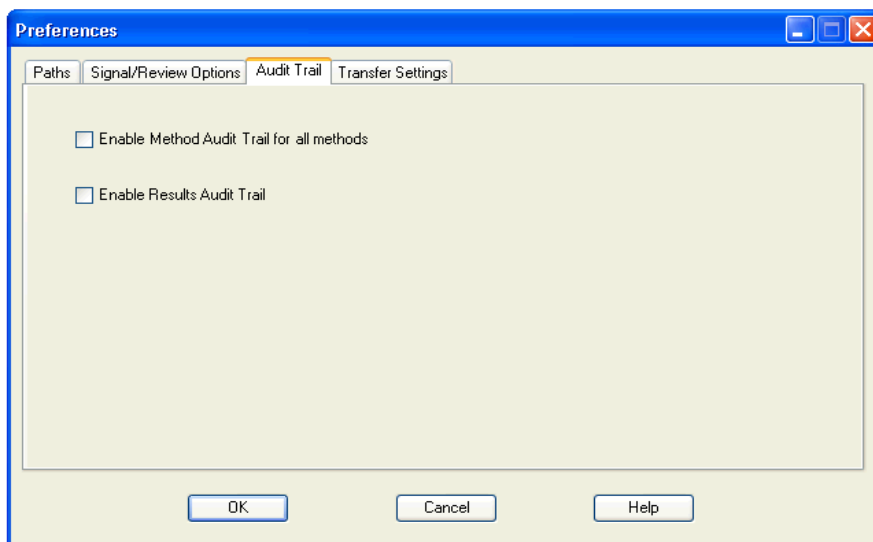 Preferences
Paths Signal/Review Options Audit Trail Transfer Settings
Enable Method Audit Trail for all methods
Enable Results Audit Trail
OK Cancel Help